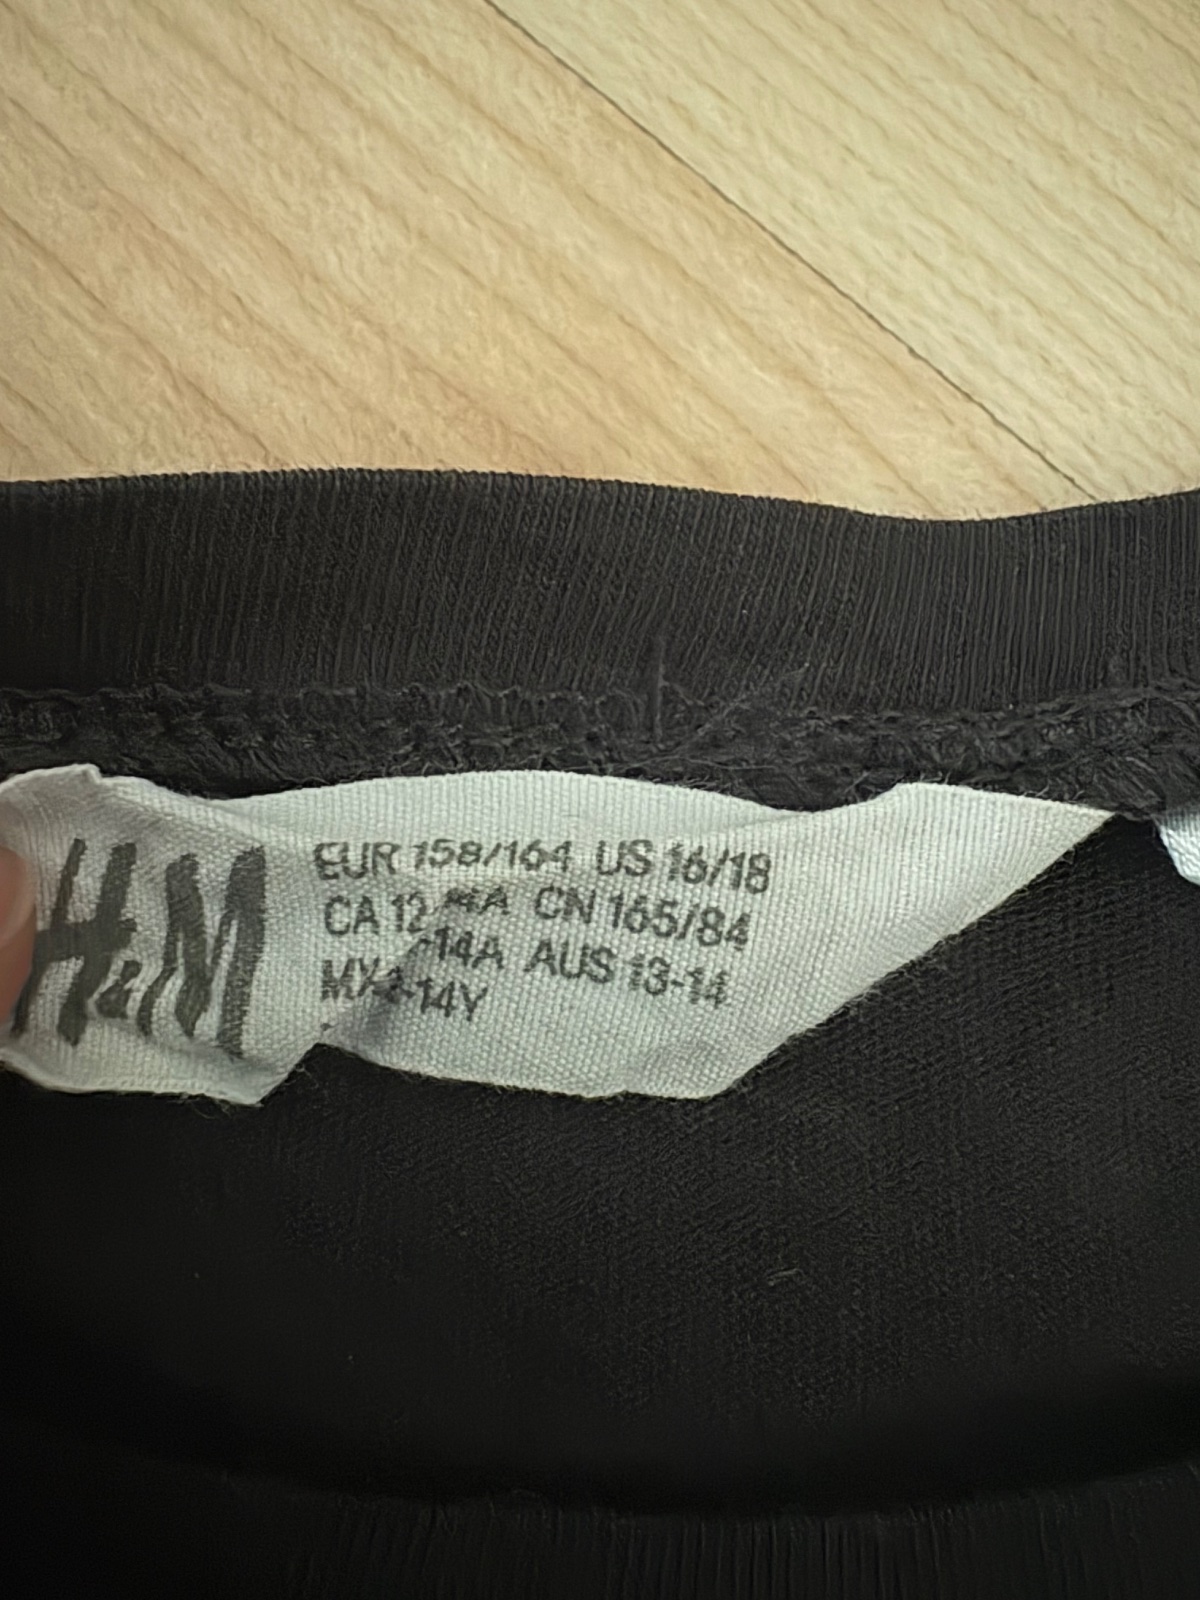 H&M
EUR 158/164 US 16/18
CA 12 CN 165/84
-14A AUS 13-14
-14Y